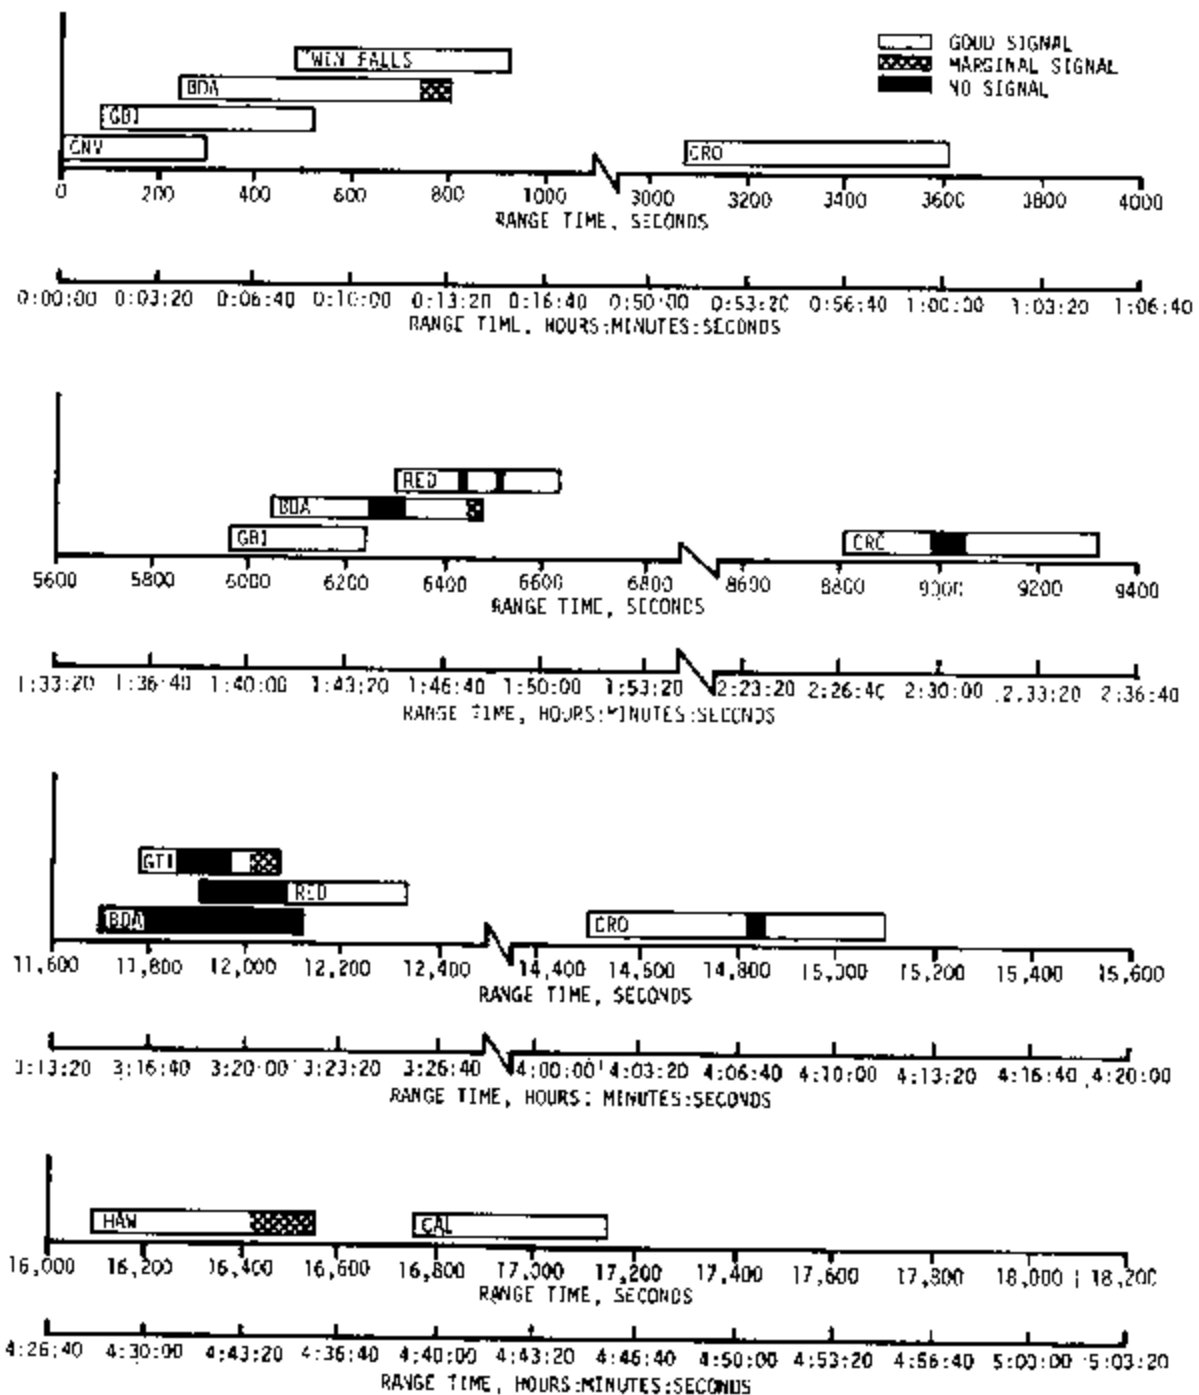 GOUD SIGNAL
MARGINAL SIGNAL
NO SIGNAL
WIN FALLS
BDA
GBI
CNV
CRO
0 200 400 600 800 1000 3000 3200 3400 3600 3800 4000
RANGE TIME, SECONDS
0:00:00 0:03:20 0:06:40 0:10:00 0:13:20 0:16:40 0:50:00 0:53:20 0:56:40 1:00:00 1:03:20 1:06:40
RANGE TIME, HOURS:MINUTES:SECONDS
RED
BDA
GBI
CRO
5600 5800 6000 6200 6400 6600 6800 8600 8800 9000 9200 9400
RANGE TIME, SECONDS
1:33:20 1:36:40 1:40:00 1:43:20 1:46:40 1:50:00 1:53:20 2:23:20 2:26:40 2:30:00 2:33:20 2:36:40
RANGE TIME, HOURS:MINUTES:SECONDS
GTI
RED
BDA
CRO
11,600 11,800 12,000 12,200 12,400 14,400 14,600 14,800 15,000 15,200 15,400 15,600
RANGE TIME, SECONDS
3:13:20 3:16:40 3:20:00 3:23:20 3:26:40 4:00:00 4:03:20 4:06:40 4:10:00 4:13:20 4:16:40 4:20:00
RANGE TIME, HOURS: MINUTES:SECONDS
HAW
CAL
16,000 16,200 16,400 16,600 16,800 17,000 17,200 17,400 17,600 17,800 18,000 18,200
RANGE TIME, SECONDS
4:26:40 4:30:00 4:43:20 4:36:40 4:40:00 4:43:20 4:46:40 4:50:00 4:53:20 4:56:40 5:00:00 5:03:20
RANGE TIME, HOURS:MINUTES:SECONDS